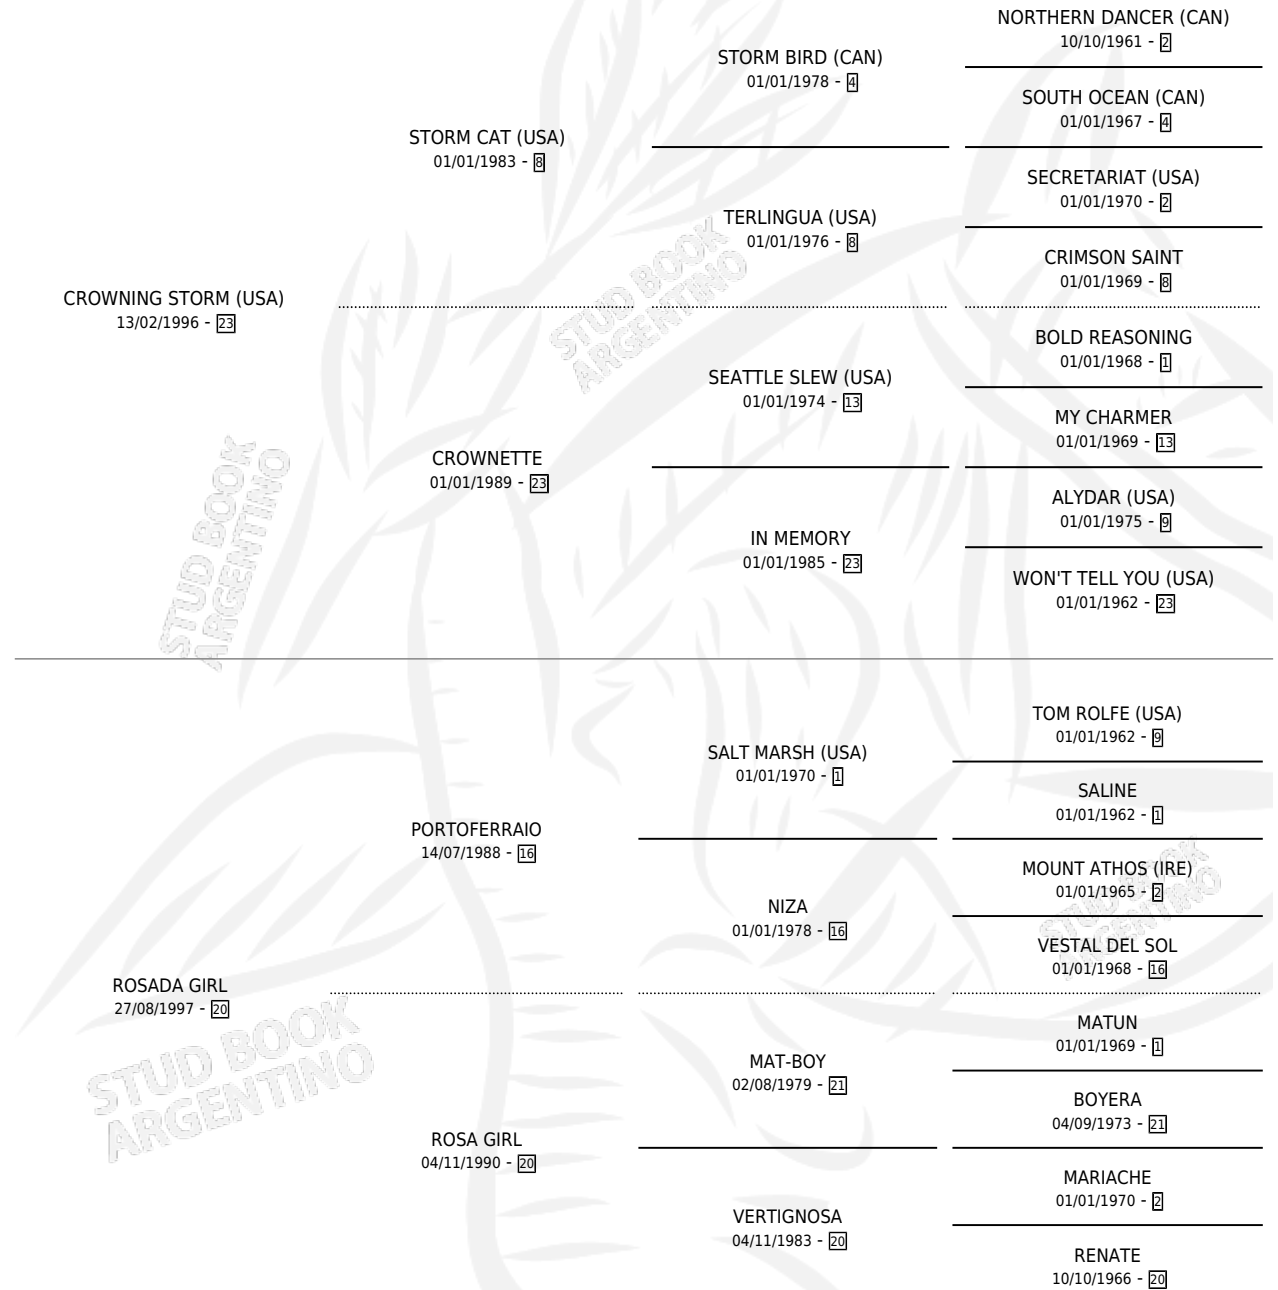 NORTHERN DANCER (CAN)
10/10/1961 - 2
STORM BIRD (CAN)
01/01/1978 - 4
SOUTH OCEAN (CAN)
01/01/1967 - 4
STORM CAT (USA)
01/01/1983 - 8
SECRETARIAT (USA)
01/01/1970 - 2
TERLINGUA (USA)
01/01/1976 - 8
CRIMSON SAINT
01/01/1969 - 8
CROWNING STORM (USA)
13/02/1996 - 23
STUD BOOK
ARGENTINO
BOLD REASONING
01/01/1968 - 1
SEATTLE SLEW (USA)
01/01/1974 - 13
MY CHARMER
01/01/1969 - 13
CROWNETTE
01/01/1989 - 23
ALYDAR (USA)
01/01/1975 - 9
IN MEMORY
01/01/1985 - 23
WON'T TELL YOU (USA)
01/01/1962 - 23
STUD BOOK
ARGENTINO
TOM ROLFE (USA)
01/01/1962 - 9
SALT MARSH (USA)
01/01/1970 - 1
SALINE
01/01/1962 - 1
PORTOFERRAIO
14/07/1988 - 16
MOUNT ATHOS (IRE)
01/01/1965 - 2
NIZA
01/01/1978 - 16
VESTAL DEL SOL
01/01/1968 - 16
STUD BOOK
ARGENTINO
ROSADA GIRL
27/08/1997 - 20
MATUN
01/01/1969 - 1
MAT-BOY
02/08/1979 - 21
BOYERA
04/09/1973 - 21
STUD BOOK
ARGENTINO
ROSA GIRL
04/11/1990 - 20
MARIACHE
01/01/1970 - 2
VERTIGNOSA
04/11/1983 - 20
RENATE
10/10/1966 - 20